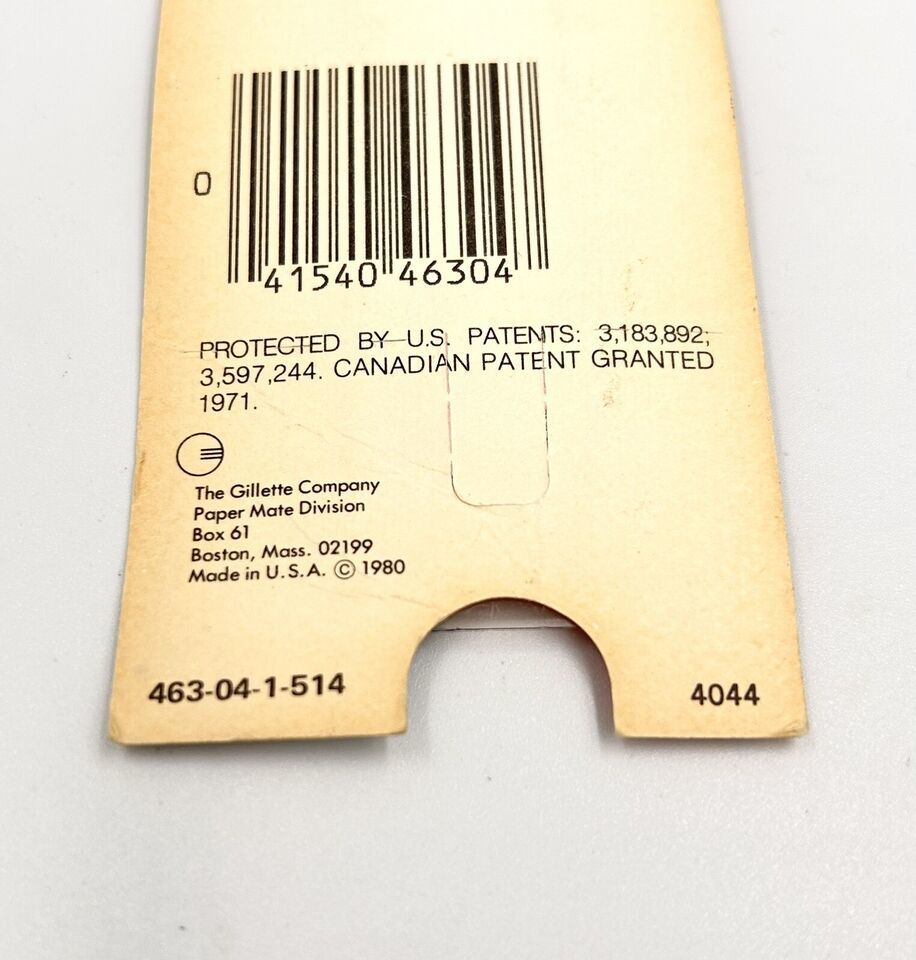 0
41540 46304
PROTECTED BY U.S. PATENTS: 3,183,892;
3,597,244. CANADIAN PATENT GRANTED
1971.
The Gillette Company
Paper Mate Division
Box 61
Boston, Mass. 02199
Made in U.S.A. © 1980
463-04-1-514
4044